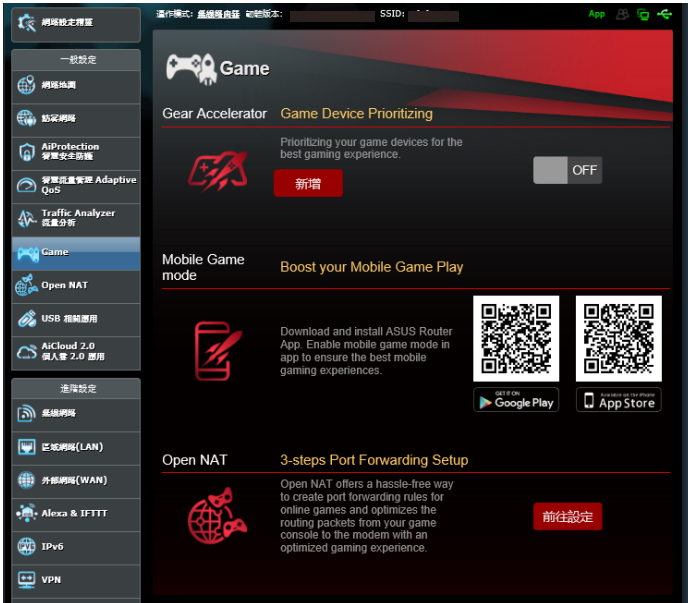 網路設定精靈
運作模式: 無線路由器 韌體版本:
SSID:
App
一般設定
網路地圖
訪客網路
AiProtection
智慧安全防護
智慧流量管理 Adaptive
QoS
Traffic Analyzer
流量分析
Game
Open NAT
USB 相關應用
AiCloud 2.0
個人雲 2.0 應用
進階設定
無線網路
區域網路(LAN)
外部網路(WAN)
Alexa & IFTTT
IPv6
VPN
Game
Gear Accelerator
Game Device Prioritizing
Prioritizing your game devices for the
best gaming experience.
新增
OFF
Mobile Game
mode
Boost your Mobile Game Play
Download and install ASUS Router
App. Enable mobile game mode in
app to ensure the best mobile
gaming experiences.
GET IT ON
Google Play
Available on the iPhone
App Store
Open NAT
3-steps Port Forwarding Setup
Open NAT offers a hassle-free way
to create port forwarding rules for
online games and optimizes the
routing packets from your game
console to the modem with an
optimized gaming experience.
前往設定